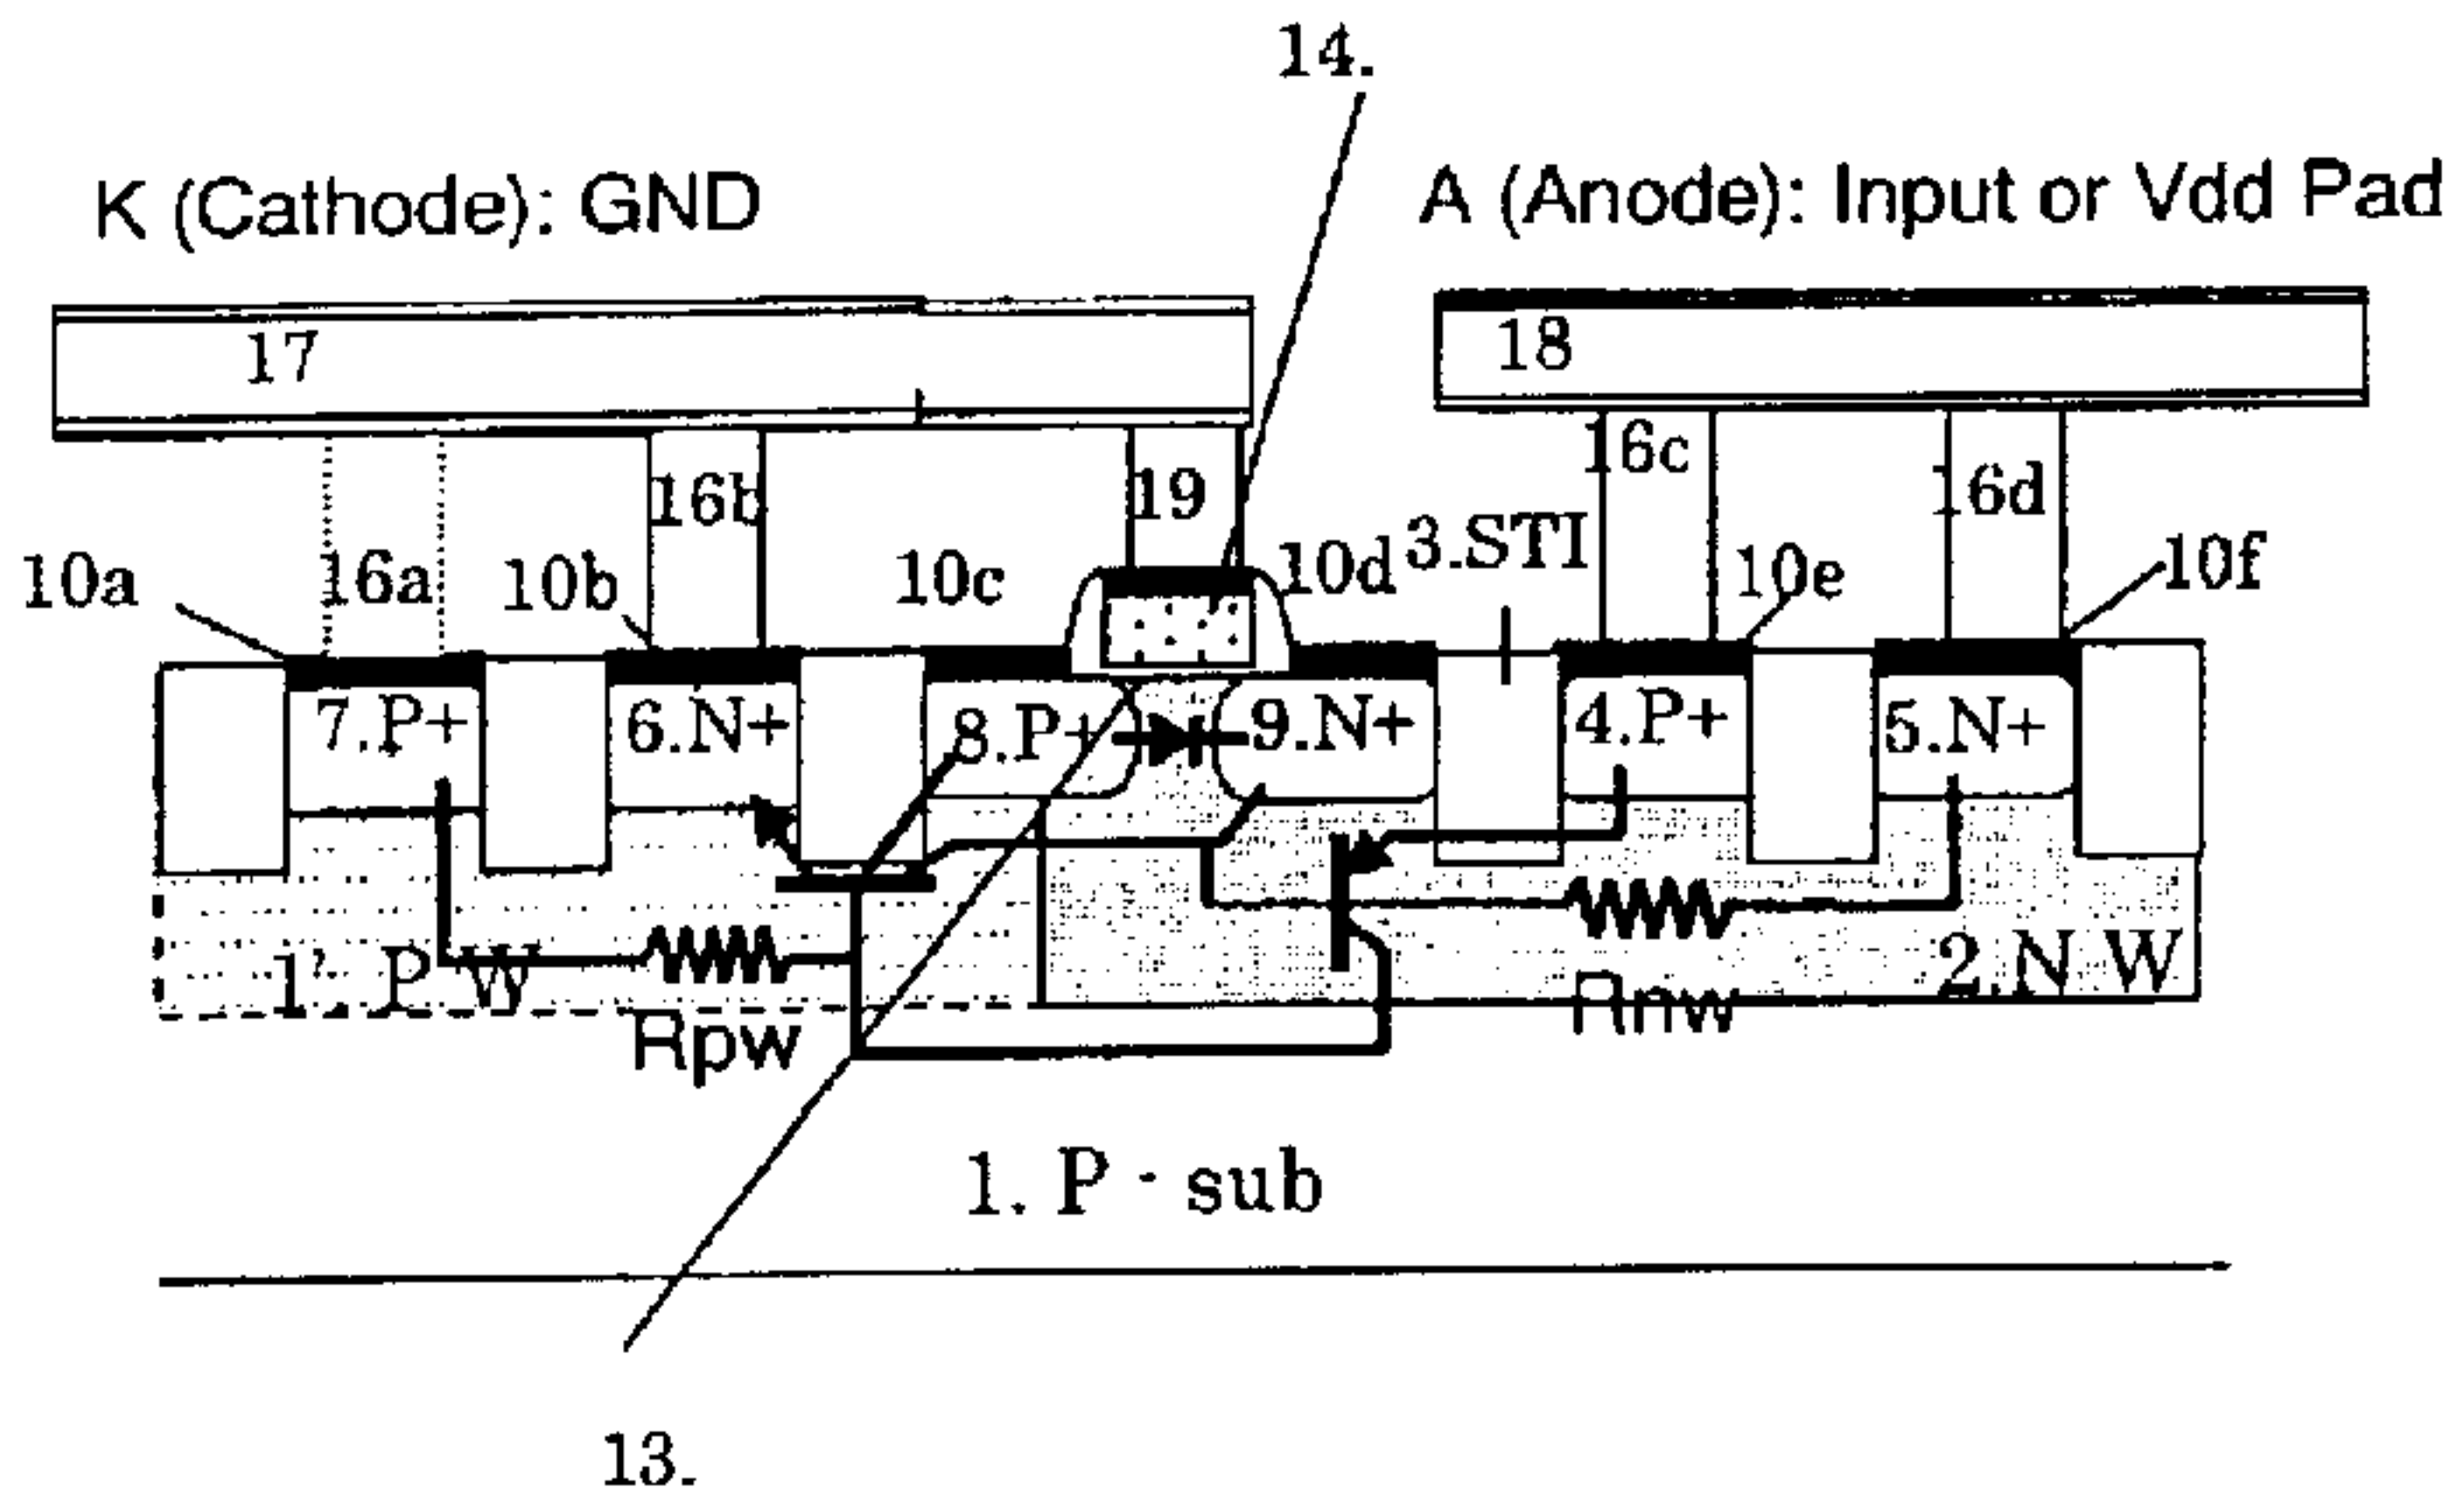 14.
K (Cathode): GND
A (Anode): Input or Vdd Pad
17
18
16c
16b
19
16d
3.STI
10a
16a
10b
10c
10d
10e
10f
7.P+
6.N+
8.P+
9.N+
4.P+
5.N+
1'. P W
2.N W
Rpw
Rnw
1. P - sub
13.